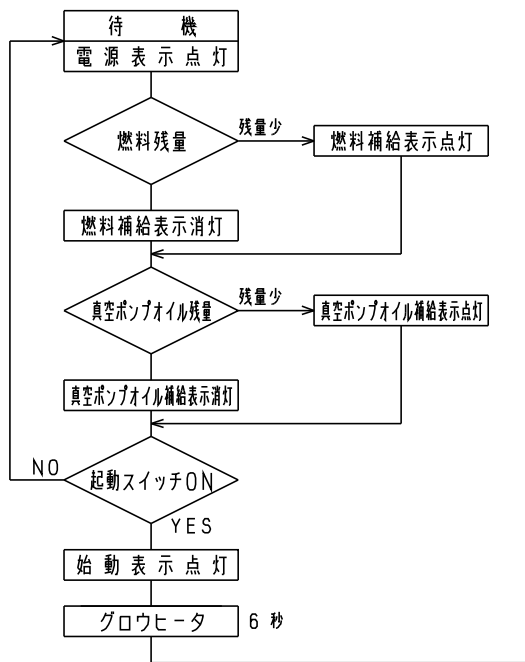 待機
電源表示点灯
燃料残量
残量少
燃料補給表示点灯
燃料補給表示消灯
真空ポンプオイル残量
残量少
真空ポンプオイル補給表示点灯
真空ポンプオイル補給表示消灯
起動スイッチON
NO
YES
始動表示点灯
グロウヒータ
6秒